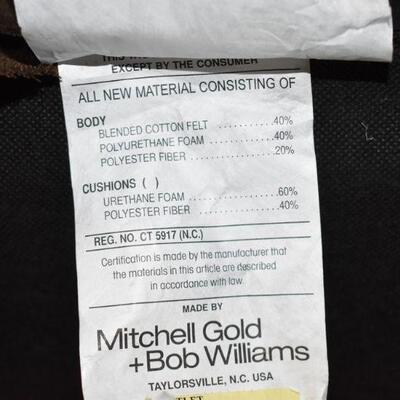 EXCEPT BY THE CONSUMER
ALL NEW MATERIAL CONSISTING OF
BODY
BLENDED COTTON FELT ...........40%
POLYURETHANE FOAM ............40%
POLYESTER FIBER ..................20%
CUSHIONS ( )
URETHANE FOAM ..................60%
POLYESTER FIBER .................40%
REG. NO. CT 5917 (N.C.)
Certification is made by the manufacturer that
the materials in this article are described
in accordance with law.
MADE BY
Mitchell Gold
+Bob Williams
TAYLORSVILLE, N.C. USA